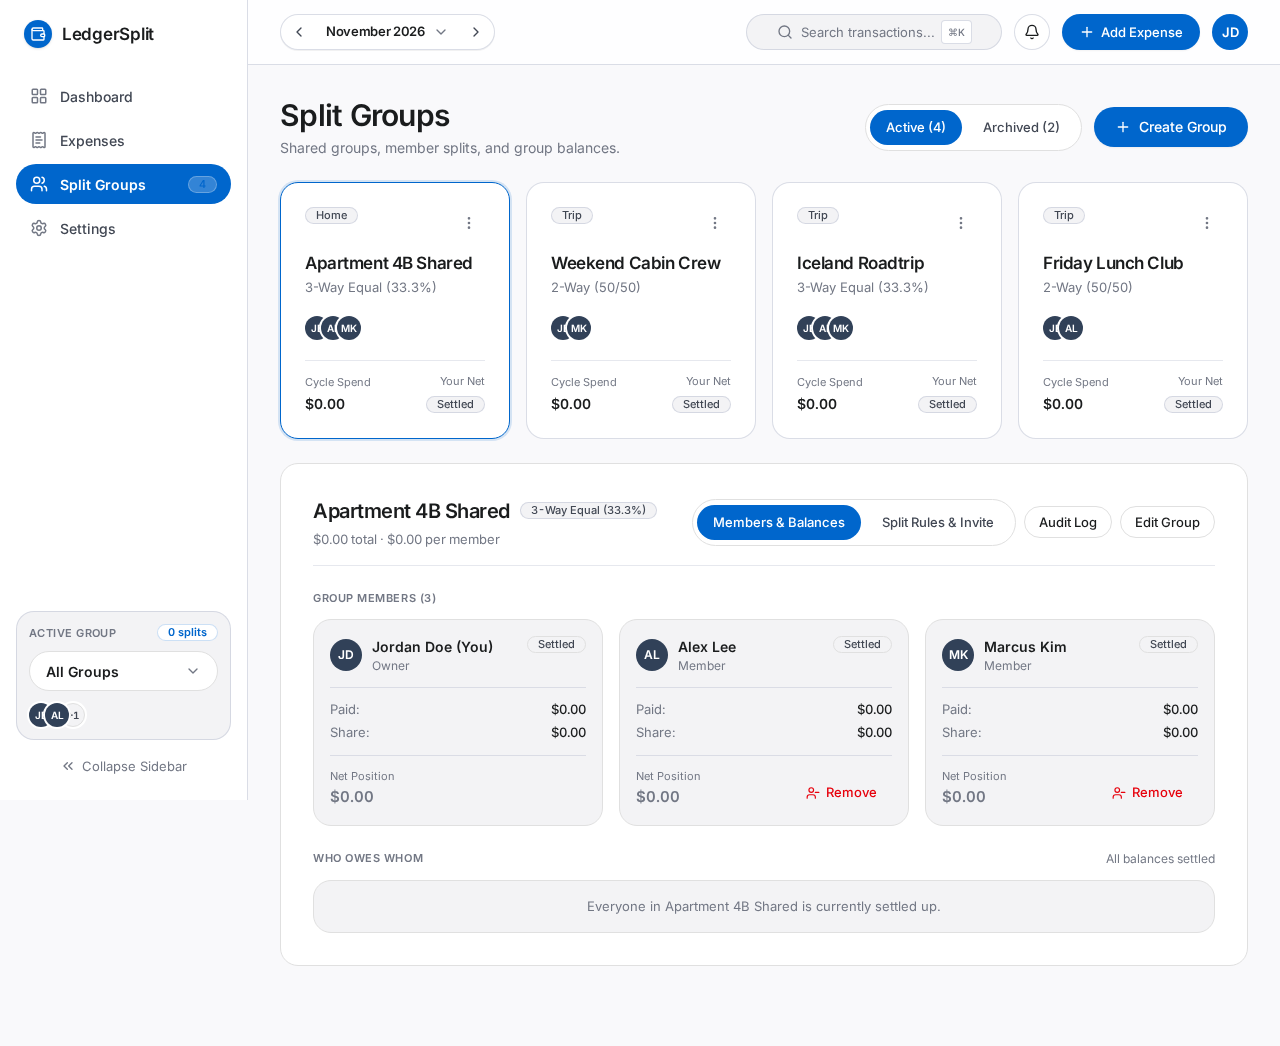 LedgerSplit
Dashboard
Expenses
Split Groups 4
Settings
ACTIVE GROUP 0 splits
All Groups
AL
Collapse Sidebar
November 2026
Search transactions... ⌘K
Add Expense
JD
Split Groups
Shared groups, member splits, and group balances.
Active (4) Archived (2)
Create Group
Home
Apartment 4B Shared
3-Way Equal (33.3%)
MK
Cycle Spend Your Net
$0.00 Settled
Trip
Weekend Cabin Crew
2-Way (50/50)
MK
Cycle Spend Your Net
$0.00 Settled
Trip
Iceland Roadtrip
3-Way Equal (33.3%)
MK
Cycle Spend Your Net
$0.00 Settled
Trip
Friday Lunch Club
2-Way (50/50)
AL
Cycle Spend Your Net
$0.00 Settled
Apartment 4B Shared 3-Way Equal (33.3%)
$0.00 total · $0.00 per member
Members & Balances Split Rules & Invite Audit Log Edit Group
GROUP MEMBERS (3)
JD Jordan Doe (You) Settled
Owner
Paid: $0.00
Share: $0.00
Net Position
$0.00
AL Alex Lee Settled
Member
Paid: $0.00
Share: $0.00
Net Position
$0.00 Remove
MK Marcus Kim Settled
Member
Paid: $0.00
Share: $0.00
Net Position
$0.00 Remove
WHO OWES WHOM All balances settled
Everyone in Apartment 4B Shared is currently settled up.